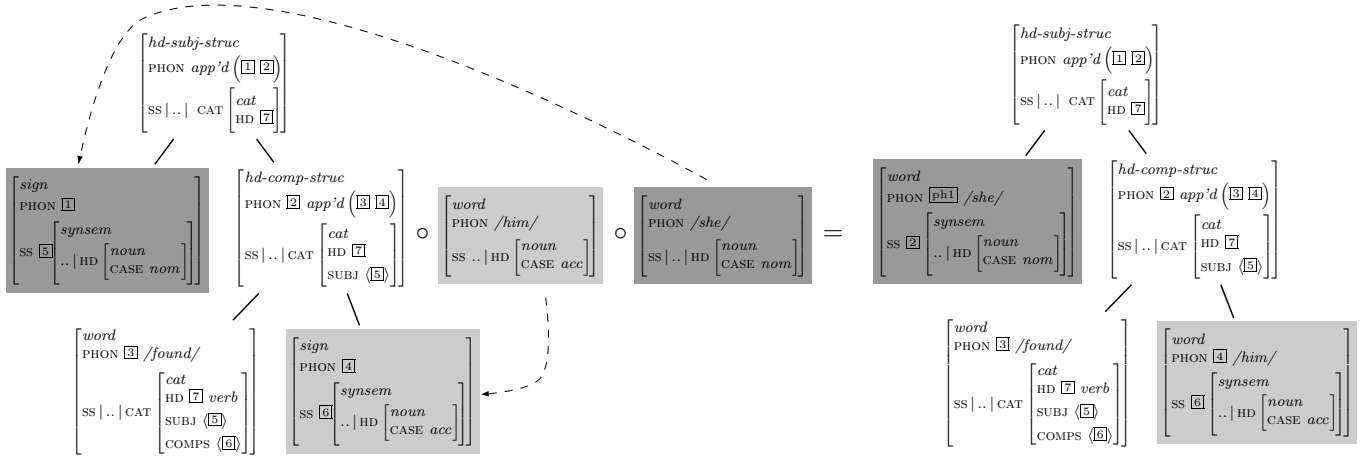 hd-subj-struc
PHON app'd (1 2)
SS|..| CAT
cat
HD 7
sign
PHON 1
SS 5
synsem
..|HD
noun
CASE nom
hd-comp-struc
PHON 2 app'd (3 4)
SS|..|CAT
cat
HD 7
SUBJ ⟨5⟩
word
PHON 3 /found/
SS|..|CAT
cat
HD 7 verb
SUBJ ⟨5⟩
COMPS ⟨6⟩
sign
PHON 4
SS 6
synsem
..|HD
noun
CASE acc
∘
word
PHON /him/
SS ..|HD
noun
CASE acc
∘
word
PHON /she/
SS|..|HD
noun
CASE nom
=
hd-subj-struc
PHON app'd (1 2)
SS|..| CAT
cat
HD 7
word
PHON ph1 /she/
SS 2
synsem
..|HD
noun
CASE nom
hd-comp-struc
PHON 2 app'd (3 4)
SS|..|CAT
cat
HD 7
SUBJ ⟨5⟩
word
PHON 3 /found/
SS|..|CAT
cat
HD 7 verb
SUBJ ⟨5⟩
COMPS ⟨6⟩
word
PHON 4 /him/
SS 6
synsem
..|HD
noun
CASE acc